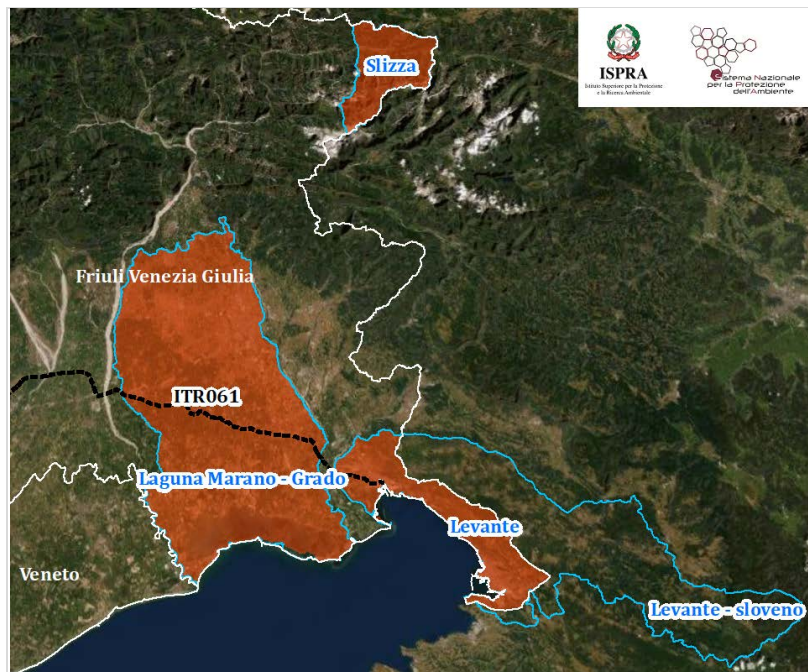 Slizza
ISPRA
Istituto Superiore per la Protezione
e la Ricerca Ambientale
Sistema Nazionale
per la Protezione
dell'Ambiente
Friuli Venezia Giulia
ITR061
Laguna Marano - Grado
Levante
Veneto
Levante - sloveno